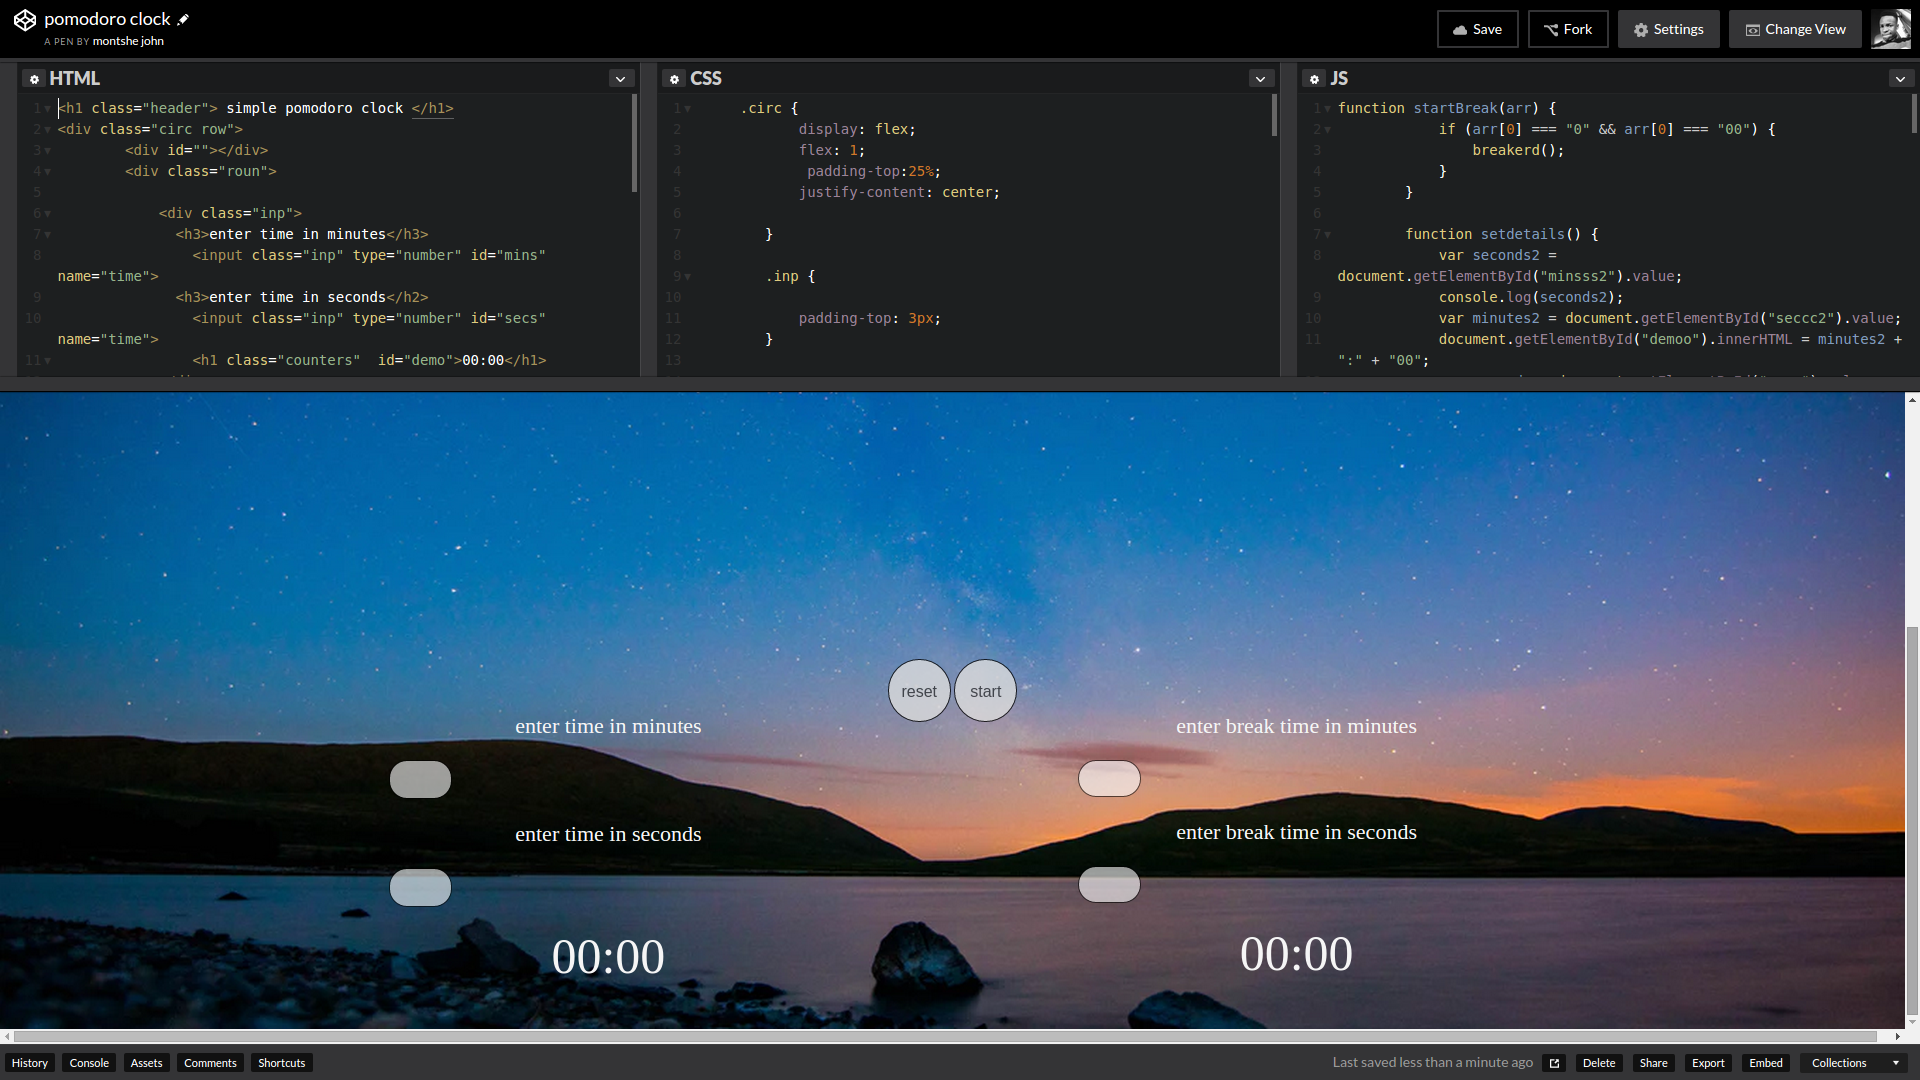 pomodoro clock
A PEN BY montshe john
Save
Fork
Settings
Change View
HTML
1 <h1 class="header"> simple pomodoro clock </h1>
2 <div class="circ row">
3 <div id=""></div>
4 <div class="roun">
5
6 <div class="inp">
7 <h3>enter time in minutes</h3>
8 <input class="inp" type="number" id="mins"
name="time">
9 <h3>enter time in seconds</h2>
10 <input class="inp" type="number" id="secs"
name="time">
11 <h1 class="counters"  id="demo">00:00</h1>
CSS
1 .circ {
2 display: flex;
3 flex: 1;
4 padding-top:25%;
5 justify-content: center;
6
7 }
8
9 .inp {
10
11 padding-top: 3px;
12 }
13
JS
1 function startBreak(arr) {
2 if (arr[0] === "0" && arr[0] === "00") {
3 breakerd();
4 }
5 }
6
7 function setdetails() {
8 var seconds2 =
document.getElementById("minsss2").value;
9 console.log(seconds2);
10 var minutes2 = document.getElementById("seccc2").value;
11 document.getElementById("demoo").innerHTML = minutes2 +
":" + "00";
reset
start
enter time in minutes
enter break time in minutes
enter time in seconds
enter break time in seconds
00:00
00:00
History
Console
Assets
Comments
Shortcuts
Last saved less than a minute ago
Delete
Share
Export
Embed
Collections